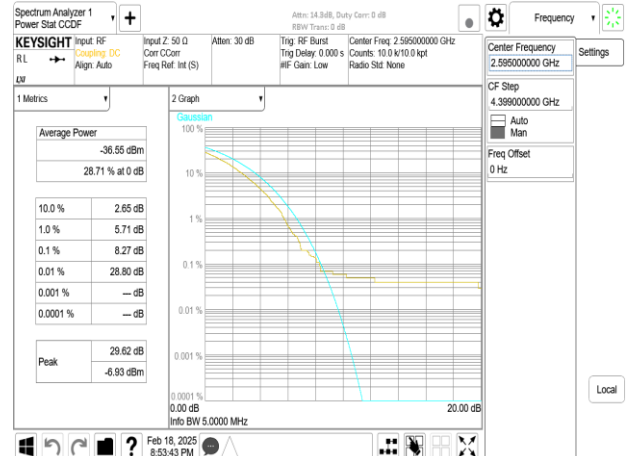 Spectrum Analyzer 1
Power Stat CCDF
Attn: 14.8dB, Duty Corr: 0 dB
RBW Trans: 0 dB
Frequency
KEYSIGHT
RL
LXI
Input: RF
Coupling: DC
Align: Auto
Input Z: 50 Ω
Corr CCorr
Freq Ref: Int (S)
Atten: 30 dB
Trig: RF Burst
Trig Delay: 0.000 s
#IF Gain: Low
Center Freq: 2.595000000 GHz
Counts: 10.0 k/10.0 kpt
Radio Std: None
Center Frequency
2.595000000 GHz
Settings
CF Step
4.399000000 GHz
Auto
Man
Freq Offset
0 Hz
Local
1 Metrics
Average Power
-36.55 dBm
28.71 % at 0 dB
10.0 % 2.65 dB
1.0 % 5.71 dB
0.1 % 8.27 dB
0.01 % 28.80 dB
0.001 % --- dB
0.0001 % --- dB
Peak
29.62 dB
-6.93 dBm
2 Graph
Gaussian
100 %
10 %
1 %
0.1 %
0.01 %
0.001 %
0.0001 %
0.00 dB 20.00 dB
Info BW 5.0000 MHz
?
Feb 18, 2025
8:53:43 PM